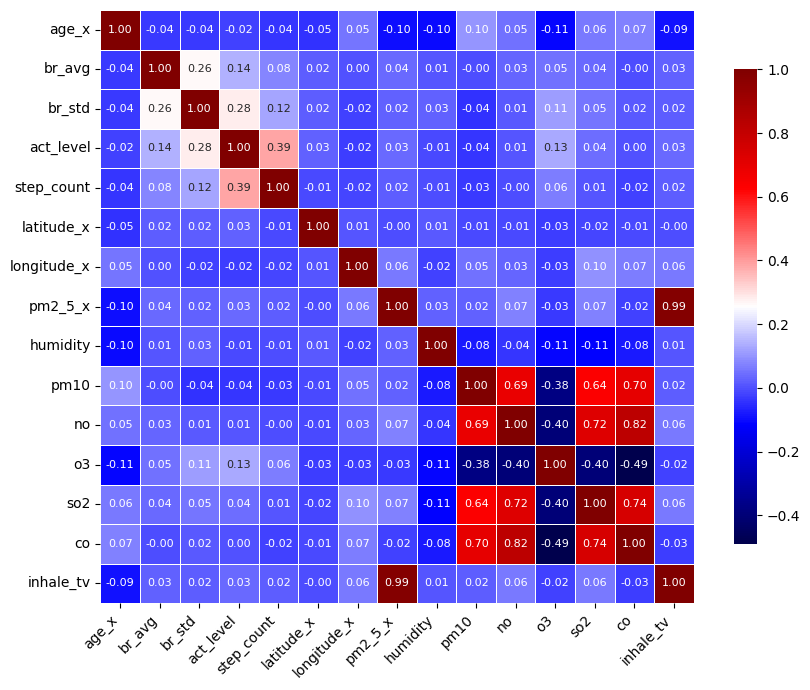 age_x 1.00 -0.04 -0.04 -0.02 -0.04 -0.05 0.05 -0.10 -0.10 0.10 0.05 -0.11 0.06 0.07 -0.09
br_avg -0.04 1.00 0.26 0.14 0.08 0.02 0.00 0.04 0.01 -0.00 0.03 0.05 0.04 -0.00 0.03
br_std -0.04 0.26 1.00 0.28 0.12 0.02 -0.02 0.02 0.03 -0.04 0.01 0.11 0.05 0.02 0.02
act_level -0.02 0.14 0.28 1.00 0.39 0.03 -0.02 0.03 -0.01 -0.04 0.01 0.13 0.04 0.00 0.03
step_count -0.04 0.08 0.12 0.39 1.00 -0.01 -0.02 0.02 -0.01 -0.03 -0.00 0.06 0.01 -0.02 0.02
latitude_x -0.05 0.02 0.02 0.03 -0.01 1.00 0.01 -0.00 0.01 -0.01 -0.01 -0.03 -0.02 -0.01 -0.00
longitude_x 0.05 0.00 -0.02 -0.02 -0.02 0.01 1.00 0.06 -0.02 0.05 0.03 -0.03 0.10 0.07 0.06
pm2_5_x -0.10 0.04 0.02 0.03 0.02 -0.00 0.06 1.00 0.03 0.02 0.07 -0.03 0.07 -0.02 0.99
humidity -0.10 0.01 0.03 -0.01 -0.01 0.01 -0.02 0.03 1.00 -0.08 -0.04 -0.11 -0.11 -0.08 0.01
pm10 0.10 -0.00 -0.04 -0.04 -0.03 -0.01 0.05 0.02 -0.08 1.00 0.69 -0.38 0.64 0.70 0.02
no 0.05 0.03 0.01 0.01 -0.00 -0.01 0.03 0.07 -0.04 0.69 1.00 -0.40 0.72 0.82 0.06
o3 -0.11 0.05 0.11 0.13 0.06 -0.03 -0.03 -0.03 -0.11 -0.38 -0.40 1.00 -0.40 -0.49 -0.02
so2 0.06 0.04 0.05 0.04 0.01 -0.02 0.10 0.07 -0.11 0.64 0.72 -0.40 1.00 0.74 0.06
co 0.07 -0.00 0.02 0.00 -0.02 -0.01 0.07 -0.02 -0.08 0.70 0.82 -0.49 0.74 1.00 -0.03
inhale_tv -0.09 0.03 0.02 0.03 0.02 -0.00 0.06 0.99 0.01 0.02 0.06 -0.02 0.06 -0.03 1.00
age_x br_avg br_std act_level step_count latitude_x longitude_x pm2_5_x humidity pm10 no o3 so2 co inhale_tv
1.0
0.8
0.6
0.4
0.2
0.0
−0.2
−0.4